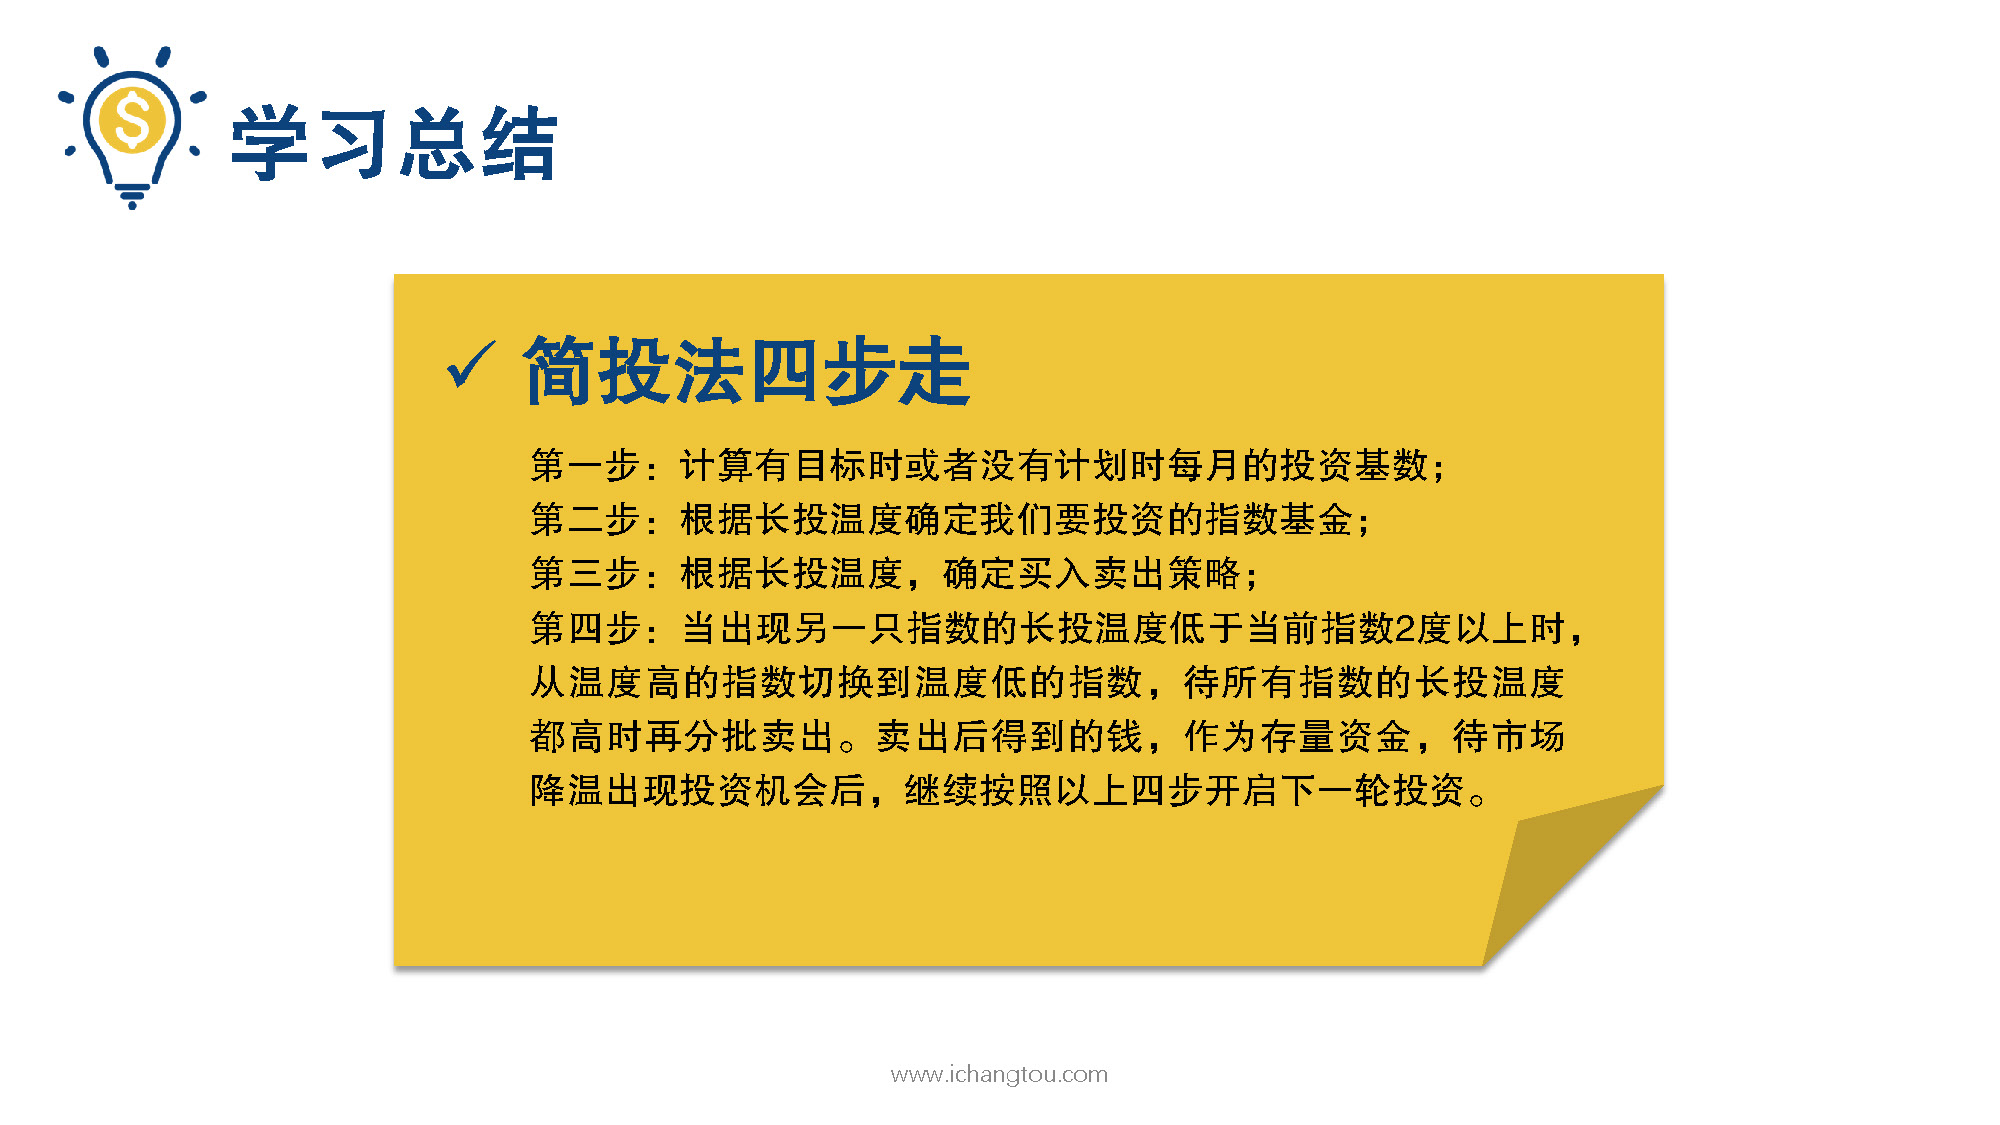 学习总结
✓ 简投法四步走
第一步：计算有目标时或者没有计划时每月的投资基数；
第二步：根据长投温度确定我们要投资的指数基金；
第三步：根据长投温度，确定买入卖出策略；
第四步：当出现另一只指数的长投温度低于当前指数2度以上时，
从温度高的指数切换到温度低的指数，待所有指数的长投温度
都高时再分批卖出。卖出后得到的钱，作为存量资金，待市场
降温出现投资机会后，继续按照以上四步开启下一轮投资。
www.ichangtou.com